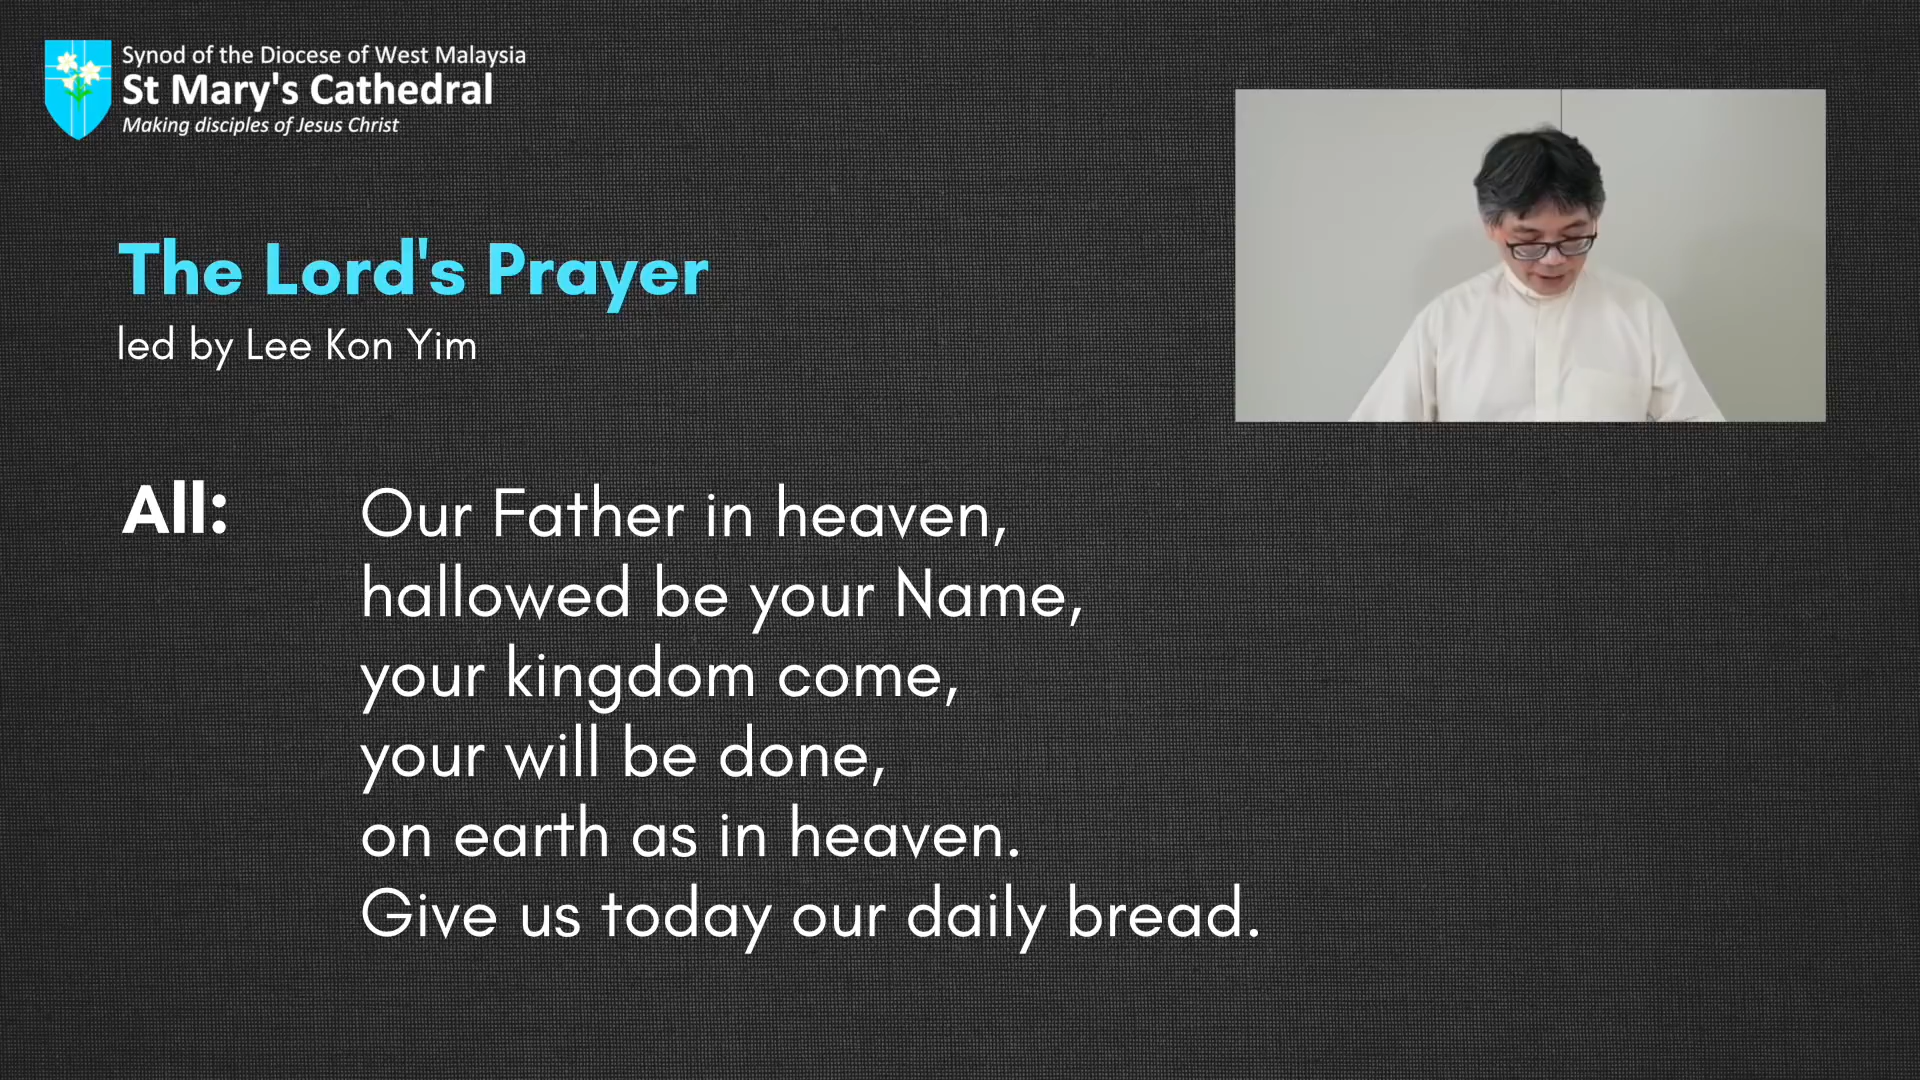 Synod of the Diocese of West Malaysia
St Mary's Cathedral
Making disciples of Jesus Christ
The Lord's Prayer
led by Lee Kon Yim
All: Our Father in heaven,
hallowed be your Name,
your kingdom come,
your will be done,
on earth as in heaven.
Give us today our daily bread.